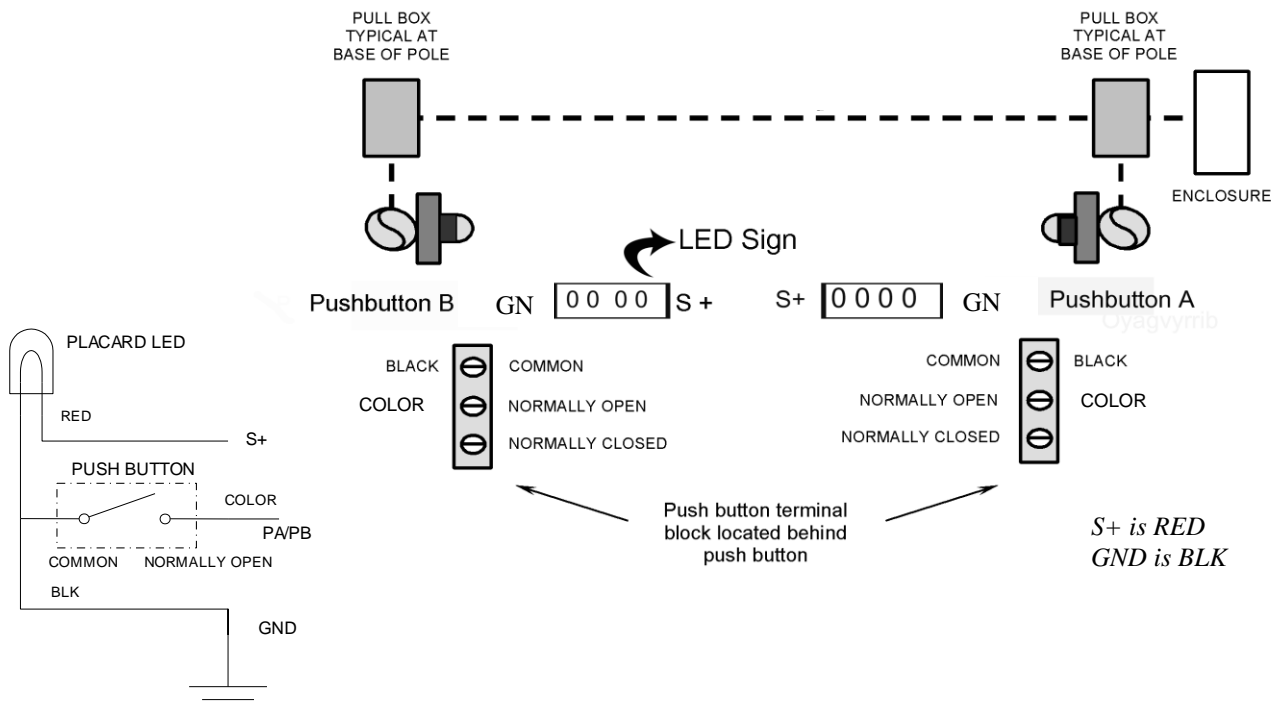 PULL BOX
TYPICAL AT
BASE OF POLE
PULL BOX
TYPICAL AT
BASE OF POLE
ENCLOSURE
LED Sign
Pushbutton B
GN
00 00
S +
S+
0000
GN
Pushbutton A
PLACARD LED
RED
S+
PUSH BUTTON
COLOR
PA/PB
COMMON
NORMALLY OPEN
BLK
GND
BLACK
COMMON
COLOR
NORMALLY OPEN
NORMALLY CLOSED
COMMON
BLACK
NORMALLY OPEN
COLOR
NORMALLY CLOSED
Push button terminal
block located behind
push button
S+ is RED
GND is BLK